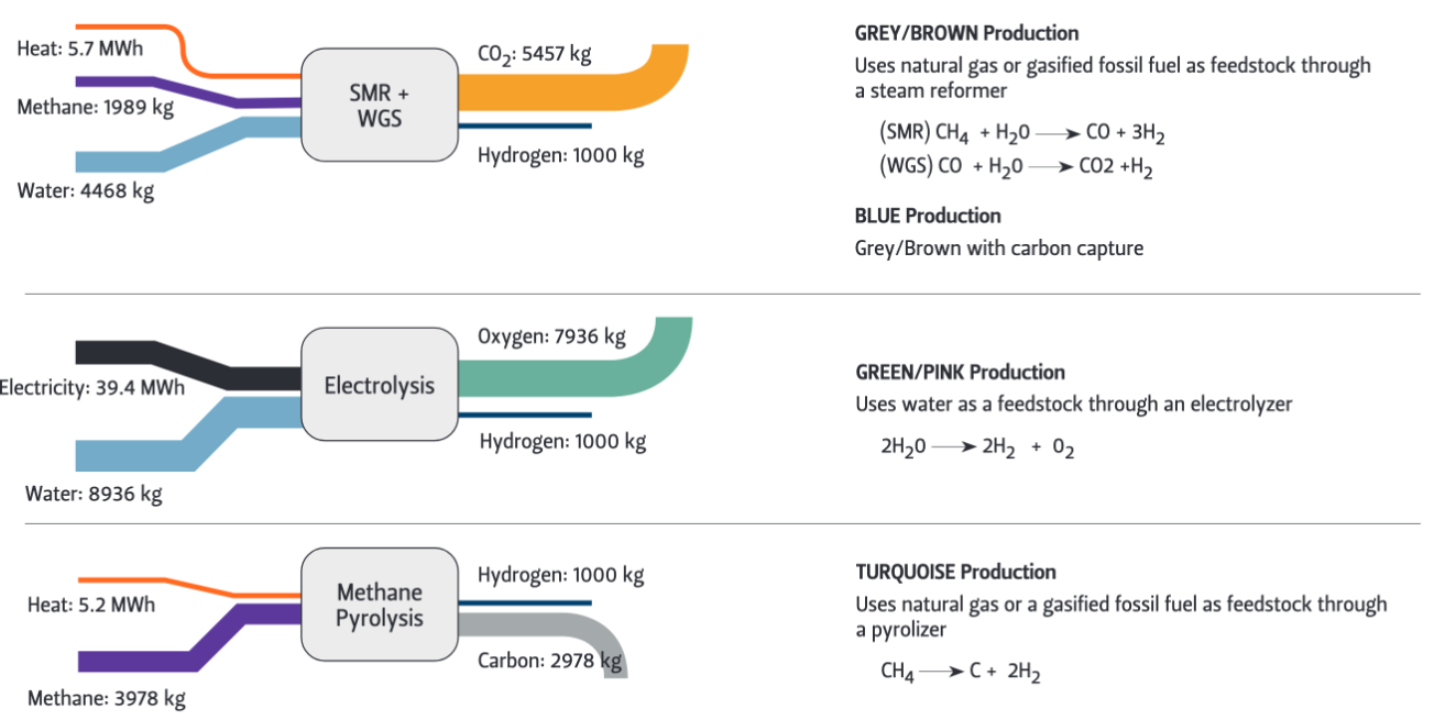 Heat: 5.7 MWh
Methane: 1989 kg
Water: 4468 kg
SMR +
WGS
CO₂: 5457 kg
Hydrogen: 1000 kg
GREY/BROWN Production
Uses natural gas or gasified fossil fuel as feedstock through
a steam reformer
(SMR) CH₄ + H₂0 → CO + 3H₂
(WGS) CO + H₂0 → CO2 +H₂
BLUE Production
Grey/Brown with carbon capture
Electricity: 39.4 MWh
Water: 8936 kg
Electrolysis
Oxygen: 7936 kg
Hydrogen: 1000 kg
GREEN/PINK Production
Uses water as a feedstock through an electrolyzer
2H₂0 → 2H₂ + 0₂
Heat: 5.2 MWh
Methane: 3978 kg
Methane
Pyrolysis
Hydrogen: 1000 kg
Carbon: 2978 kg
TURQUOISE Production
Uses natural gas or a gasified fossil fuel as feedstock through
a pyrolizer
CH₄ → C + 2H₂